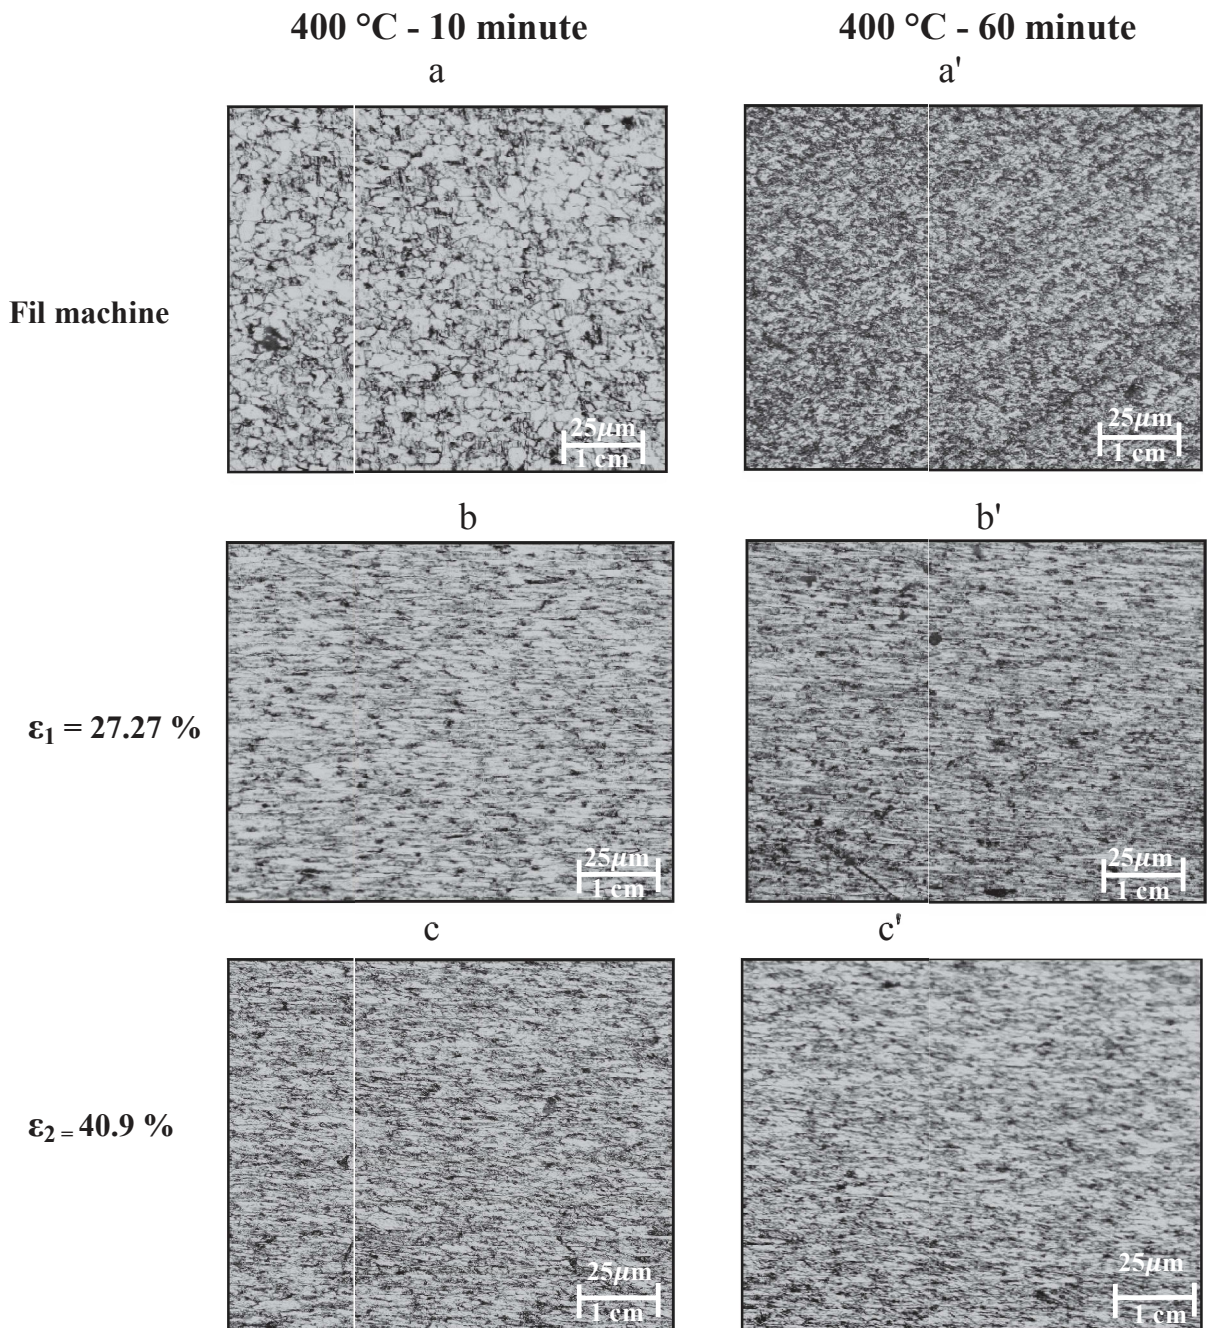 400 °C - 10 minute
400 °C - 60 minute
a
a'
Fil machine
25μm
1 cm
25μm
1 cm
b
b'
ε₁ = 27.27 %
25μm
1 cm
25μm
1 cm
c
c'
ε₂ = 40.9 %
25μm
1 cm
25μm
1 cm